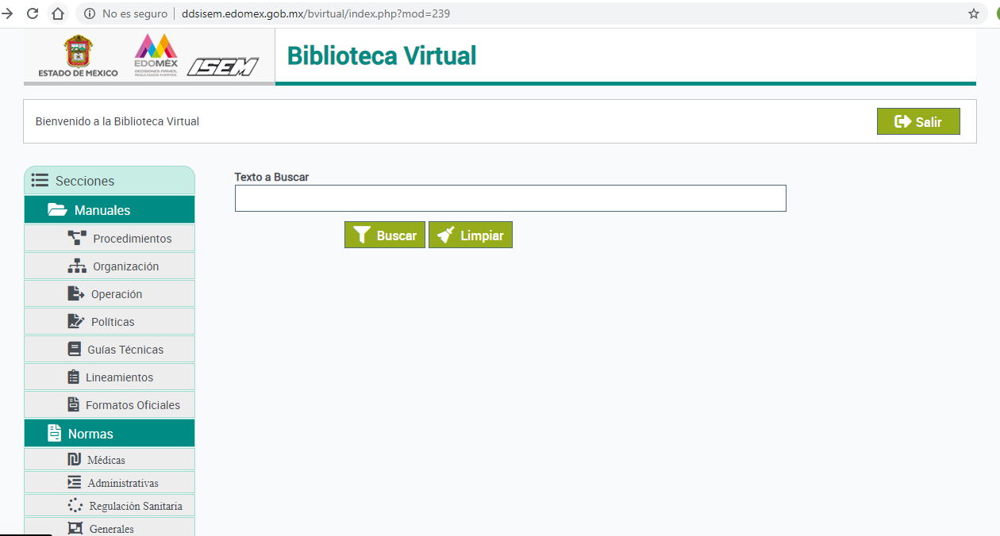 No es seguro | ddsisem.edomex.gob.mx/bvirtual/index.php?mod=239
ESTADO DE MÉXICO
EDOMÉX
DECISIONES FIRMES, RESULTADOS FUERTES.
ISEM
Biblioteca Virtual
Bienvenido a la Biblioteca Virtual
Salir
Secciones
Manuales
Procedimientos
Organización
Operación
Políticas
Guías Técnicas
Lineamientos
Formatos Oficiales
Normas
Médicas
Administrativas
Regulación Sanitaria
Generales
Texto a Buscar
Buscar
Limpiar